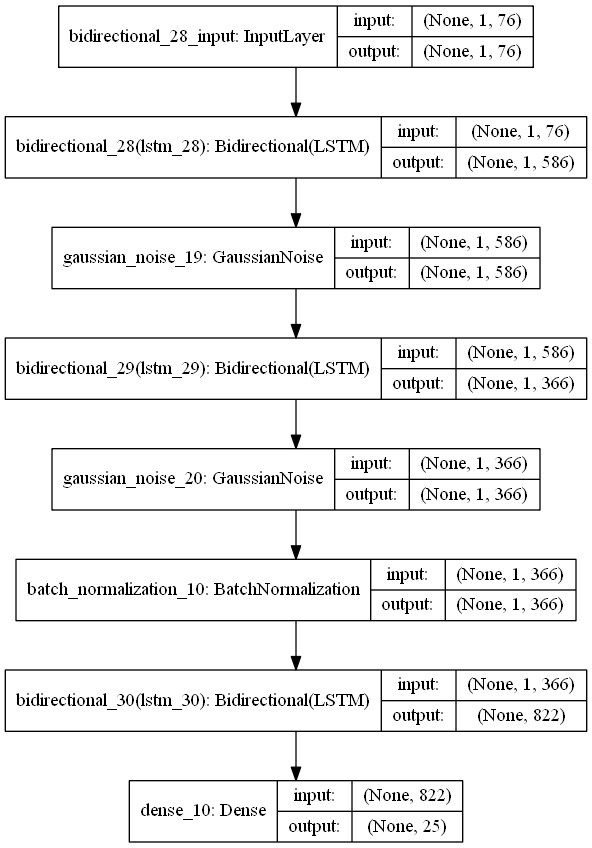 bidirectional_28_input: InputLayer
input: (None, 1, 76)
output: (None, 1, 76)
bidirectional_28(lstm_28): Bidirectional(LSTM)
input: (None, 1, 76)
output: (None, 1, 586)
gaussian_noise_19: GaussianNoise
input: (None, 1, 586)
output: (None, 1, 586)
bidirectional_29(lstm_29): Bidirectional(LSTM)
input: (None, 1, 586)
output: (None, 1, 366)
gaussian_noise_20: GaussianNoise
input: (None, 1, 366)
output: (None, 1, 366)
batch_normalization_10: BatchNormalization
input: (None, 1, 366)
output: (None, 1, 366)
bidirectional_30(lstm_30): Bidirectional(LSTM)
input: (None, 1, 366)
output: (None, 822)
dense_10: Dense
input: (None, 822)
output: (None, 25)